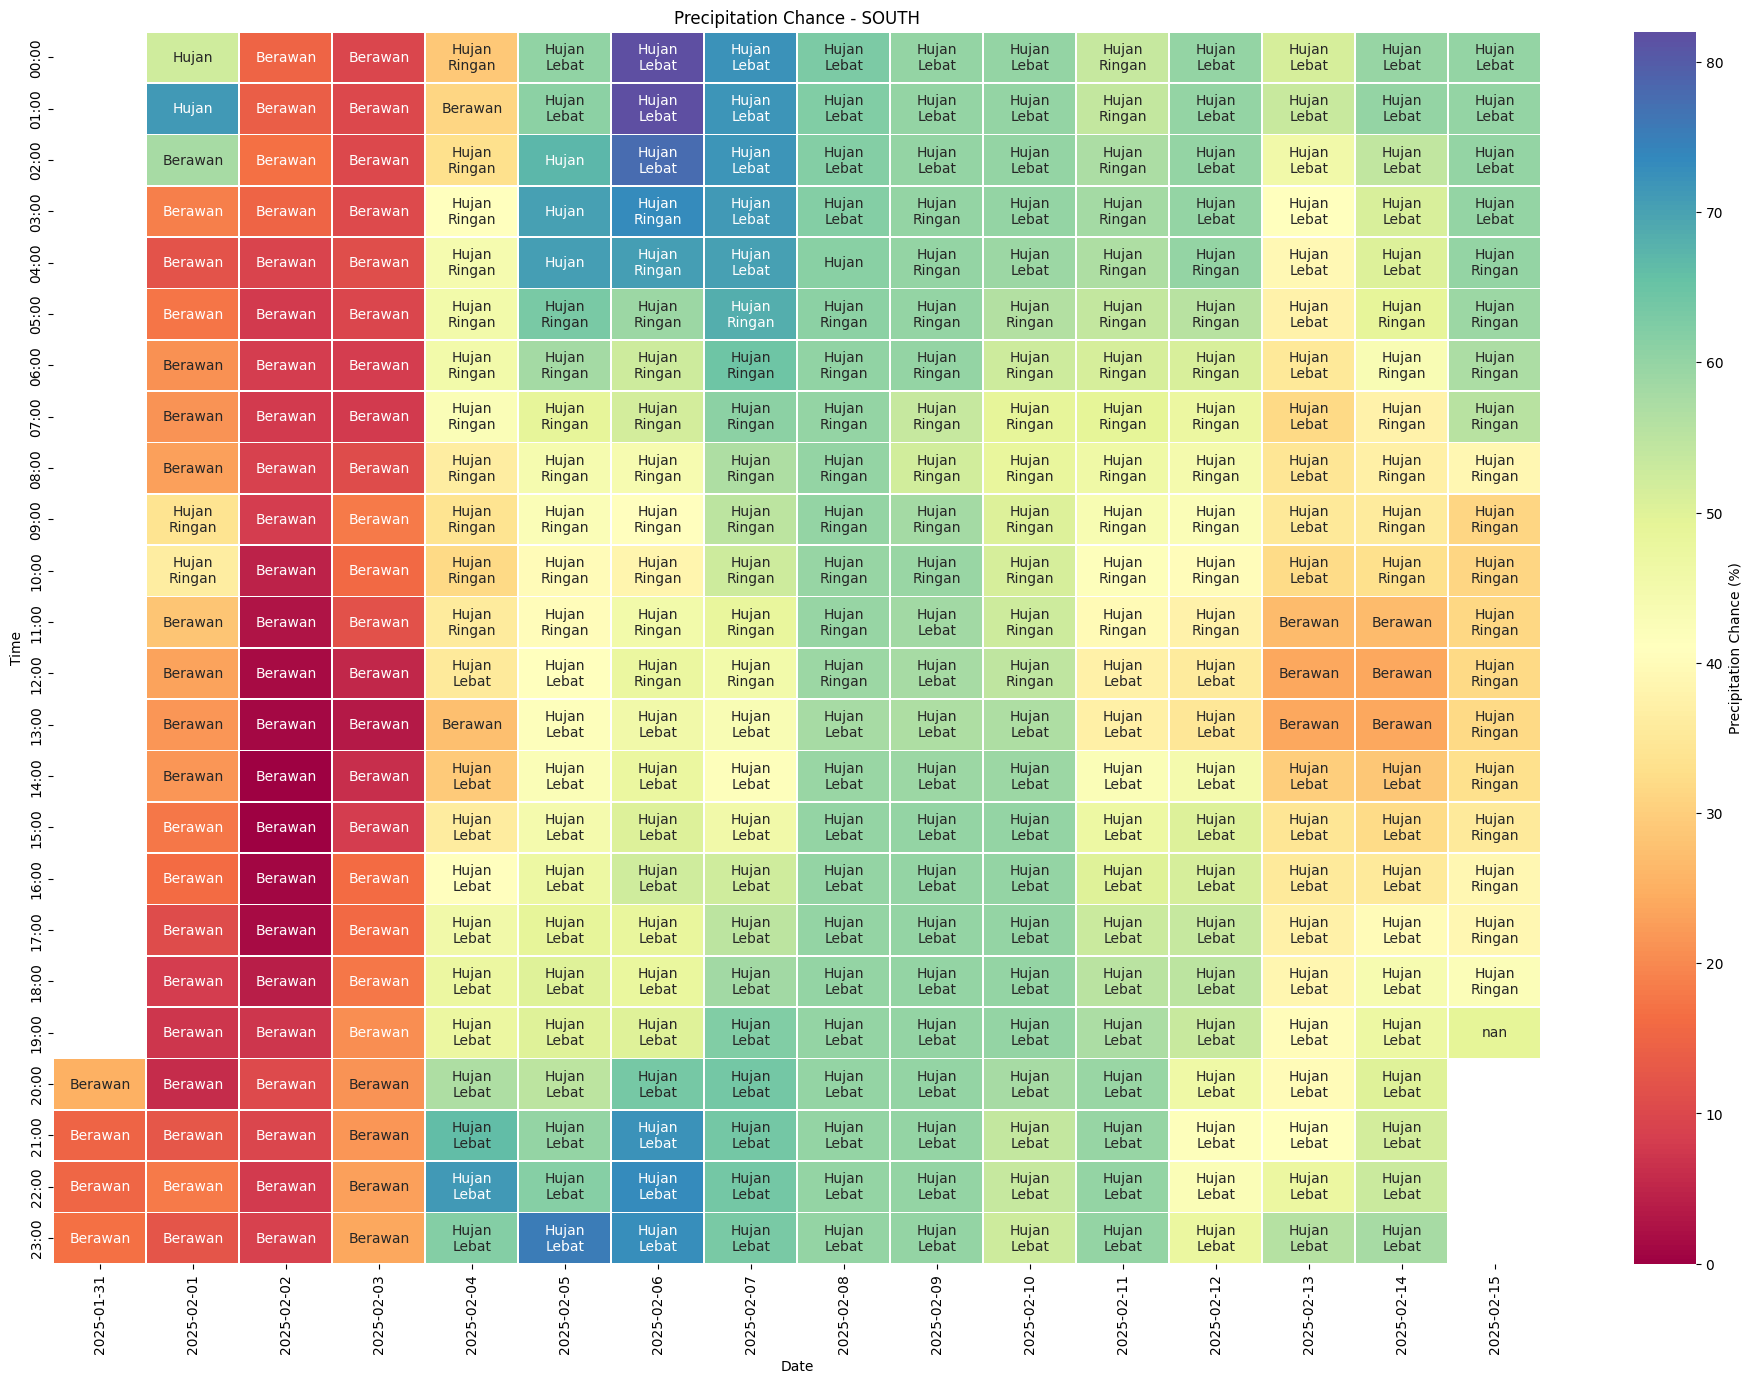 Precipitation Chance - SOUTH
00:00 Hujan Berawan Berawan Hujan Ringan Hujan Lebat Hujan Lebat Hujan Lebat Hujan Lebat Hujan Lebat Hujan Lebat Hujan Ringan Hujan Lebat Hujan Lebat Hujan Lebat Hujan Lebat
01:00 Hujan Berawan Berawan Berawan Hujan Lebat Hujan Lebat Hujan Lebat Hujan Lebat Hujan Lebat Hujan Lebat Hujan Ringan Hujan Lebat Hujan Lebat Hujan Lebat Hujan Lebat
02:00 Berawan Berawan Berawan Hujan Ringan Hujan Hujan Lebat Hujan Lebat Hujan Lebat Hujan Ringan Hujan Lebat Hujan Ringan Hujan Lebat Hujan Lebat Hujan Lebat Hujan Lebat
03:00 Berawan Berawan Berawan Hujan Ringan Hujan Hujan Ringan Hujan Lebat Hujan Lebat Hujan Ringan Hujan Lebat Hujan Ringan Hujan Lebat Hujan Lebat Hujan Lebat Hujan Lebat
04:00 Berawan Berawan Berawan Hujan Ringan Hujan Hujan Ringan Hujan Lebat Hujan Hujan Ringan Hujan Lebat Hujan Ringan Hujan Ringan Hujan Lebat Hujan Lebat Hujan Ringan
05:00 Berawan Berawan Berawan Hujan Ringan Hujan Ringan Hujan Ringan Hujan Ringan Hujan Ringan Hujan Ringan Hujan Ringan Hujan Ringan Hujan Ringan Hujan Lebat Hujan Ringan Hujan Ringan
06:00 Berawan Berawan Berawan Hujan Ringan Hujan Ringan Hujan Ringan Hujan Ringan Hujan Ringan Hujan Ringan Hujan Ringan Hujan Ringan Hujan Ringan Hujan Lebat Hujan Ringan Hujan Ringan
07:00 Berawan Berawan Berawan Hujan Ringan Hujan Ringan Hujan Ringan Hujan Ringan Hujan Ringan Hujan Ringan Hujan Ringan Hujan Ringan Hujan Ringan Hujan Lebat Hujan Ringan Hujan Ringan
08:00 Berawan Berawan Berawan Hujan Ringan Hujan Ringan Hujan Ringan Hujan Ringan Hujan Ringan Hujan Ringan Hujan Ringan Hujan Ringan Hujan Ringan Hujan Lebat Hujan Ringan Hujan Ringan
09:00 Hujan Ringan Berawan Berawan Hujan Ringan Hujan Ringan Hujan Ringan Hujan Ringan Hujan Ringan Hujan Ringan Hujan Ringan Hujan Ringan Hujan Ringan Hujan Lebat Hujan Ringan Hujan Ringan
10:00 Hujan Ringan Berawan Berawan Hujan Ringan Hujan Ringan Hujan Ringan Hujan Ringan Hujan Ringan Hujan Ringan Hujan Ringan Hujan Ringan Hujan Ringan Hujan Lebat Hujan Ringan Hujan Ringan
11:00 Berawan Berawan Berawan Hujan Ringan Hujan Ringan Hujan Ringan Hujan Ringan Hujan Ringan Hujan Lebat Hujan Ringan Hujan Ringan Hujan Ringan Berawan Berawan Hujan Ringan
12:00 Berawan Berawan Berawan Hujan Lebat Hujan Lebat Hujan Ringan Hujan Ringan Hujan Ringan Hujan Lebat Hujan Ringan Hujan Lebat Hujan Lebat Berawan Berawan Hujan Ringan
13:00 Berawan Berawan Berawan Berawan Hujan Lebat Hujan Lebat Hujan Lebat Hujan Lebat Hujan Lebat Hujan Lebat Hujan Lebat Hujan Lebat Berawan Berawan Hujan Ringan
14:00 Berawan Berawan Berawan Hujan Lebat Hujan Lebat Hujan Lebat Hujan Lebat Hujan Lebat Hujan Lebat Hujan Lebat Hujan Lebat Hujan Lebat Hujan Lebat Hujan Lebat Hujan Ringan
15:00 Berawan Berawan Berawan Hujan Lebat Hujan Lebat Hujan Lebat Hujan Lebat Hujan Lebat Hujan Lebat Hujan Lebat Hujan Lebat Hujan Lebat Hujan Lebat Hujan Lebat Hujan Ringan
16:00 Berawan Berawan Berawan Hujan Lebat Hujan Lebat Hujan Lebat Hujan Lebat Hujan Lebat Hujan Lebat Hujan Lebat Hujan Lebat Hujan Lebat Hujan Lebat Hujan Lebat Hujan Ringan
17:00 Berawan Berawan Berawan Hujan Lebat Hujan Lebat Hujan Lebat Hujan Lebat Hujan Lebat Hujan Lebat Hujan Lebat Hujan Lebat Hujan Lebat Hujan Lebat Hujan Lebat Hujan Ringan
18:00 Berawan Berawan Berawan Hujan Lebat Hujan Lebat Hujan Lebat Hujan Lebat Hujan Lebat Hujan Lebat Hujan Lebat Hujan Lebat Hujan Lebat Hujan Lebat Hujan Lebat Hujan Ringan
19:00 Berawan Berawan Berawan Hujan Lebat Hujan Lebat Hujan Lebat Hujan Lebat Hujan Lebat Hujan Lebat Hujan Lebat Hujan Lebat Hujan Lebat Hujan Lebat Hujan Lebat nan
20:00 Berawan Berawan Berawan Berawan Hujan Lebat Hujan Lebat Hujan Lebat Hujan Lebat Hujan Lebat Hujan Lebat Hujan Lebat Hujan Lebat Hujan Lebat Hujan Lebat Hujan Lebat
21:00 Berawan Berawan Berawan Berawan Hujan Lebat Hujan Lebat Hujan Lebat Hujan Lebat Hujan Lebat Hujan Lebat Hujan Lebat Hujan Lebat Hujan Lebat Hujan Lebat Hujan Lebat
22:00 Berawan Berawan Berawan Berawan Hujan Lebat Hujan Lebat Hujan Lebat Hujan Lebat Hujan Lebat Hujan Lebat Hujan Lebat Hujan Lebat Hujan Lebat Hujan Lebat Hujan Lebat
23:00 Berawan Berawan Berawan Berawan Hujan Lebat Hujan Lebat Hujan Lebat Hujan Lebat Hujan Lebat Hujan Lebat Hujan Lebat Hujan Lebat Hujan Lebat Hujan Lebat Hujan Lebat
Time
2025-01-31 2025-02-01 2025-02-02 2025-02-03 2025-02-04 2025-02-05 2025-02-06 2025-02-07 2025-02-08 2025-02-09 2025-02-10 2025-02-11 2025-02-12 2025-02-13 2025-02-14 2025-02-15
Date
80
70
60
50
40
30
20
10
0
Precipitation Chance (%)